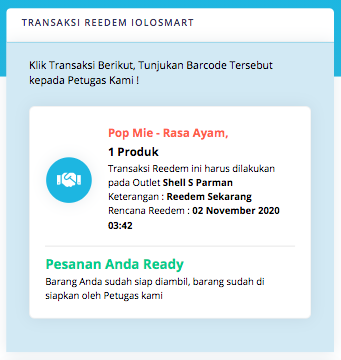 TRANSAKSI REEDEM IOLOSMART
Klik Transaksi Berikut, Tunjukan Barcode Tersebut
kepada Petugas Kami !
Pop Mie - Rasa Ayam,
1 Produk
Transaksi Reedem ini harus dilakukan
pada Outlet Shell S Parman
Keterangan : Reedem Sekarang
Rencana Reedem : 02 November 2020
03:42
Pesanan Anda Ready
Barang Anda sudah siap diambil, barang sudah di
siapkan oleh Petugas kami